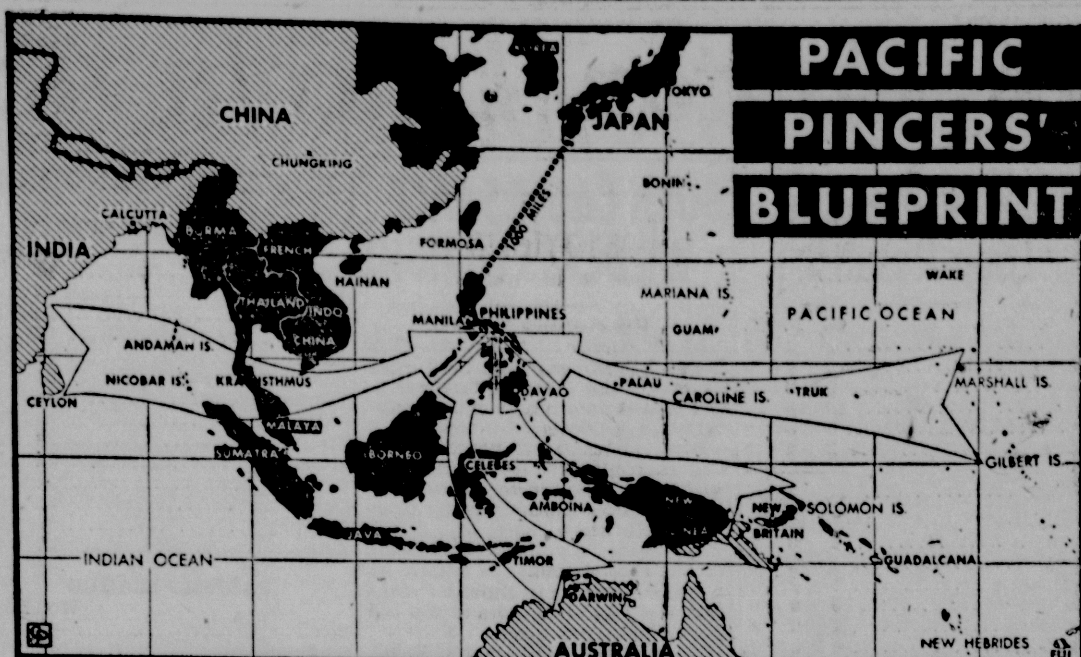 PACIFIC
PINCERS'
BLUEPRINT
KOREA
TOKYO
JAPAN
CHINA
CHUNGKING
BONIN
1600 MILES
CALCUTTA
BURMA
FORMOSA
INDIA
FRENCH
HAINAN
WAKE
MARIANA IS.
THAILAND
INDO
PHILIPPINES
MANILA
PACIFIC OCEAN
GUAM
CHINA
ANDAMAN IS.
NICOBAR IS.
KRA ISTHMUS
PALAU
MARSHALL IS.
DAVAO
CAROLINE IS.
TRUK
CEYLON
MALAYA
SUMATRA
BORNEO
CELEBES
GILBERT IS.
AMBOINA
NEW
NEW
SOLOMON IS.
BRITAIN
JAVA
INDIAN OCEAN
TIMOR
GUADALCANAL
DARWIN
AUSTRALIA
NEW HEBRIDES
FIJI